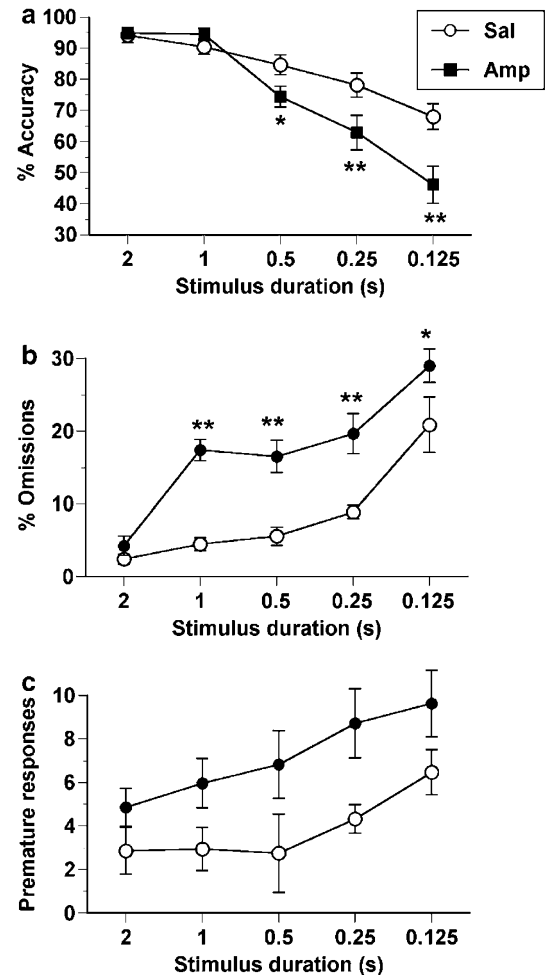 a
100
90
80
70
60
50
40
30
% Accuracy
Sal
Amp
*
**
**
2 1 0.5 0.25 0.125
Stimulus duration (s)
b
30
20
10
0
% Omissions
**
**
**
*
2 1 0.5 0.25 0.125
Stimulus duration (s)
c
10
8
6
4
2
0
Premature responses
2 1 0.5 0.25 0.125
Stimulus duration (s)